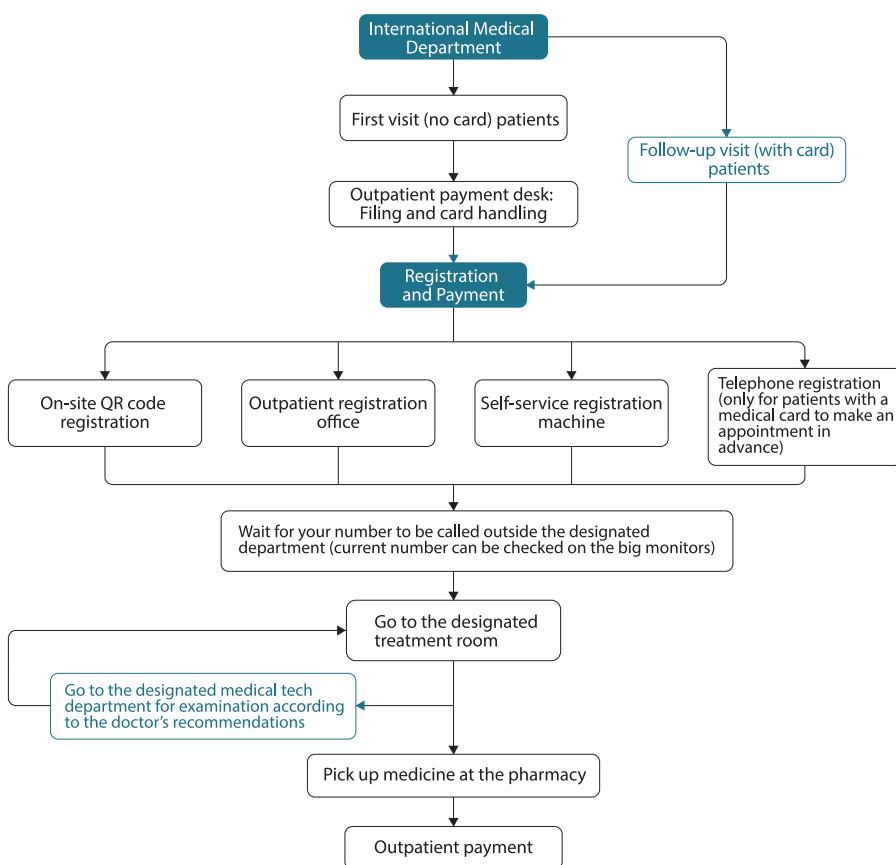 International Medical
Department
First visit (no card) patients
Follow-up visit (with card)
patients
Outpatient payment desk:
Filing and card handling
Registration
and Payment
On-site QR code
registration
Outpatient registration
office
Self-service registration
machine
Telephone registration
(only for patients with a
medical card to make an
appointment in
advance)
Wait for your number to be called outside the designated
department (current number can be checked on the big monitors)
Go to the designated
treatment room
Go to the designated medical tech
department for examination according
to the doctor's recommendations
Pick up medicine at the pharmacy
Outpatient payment